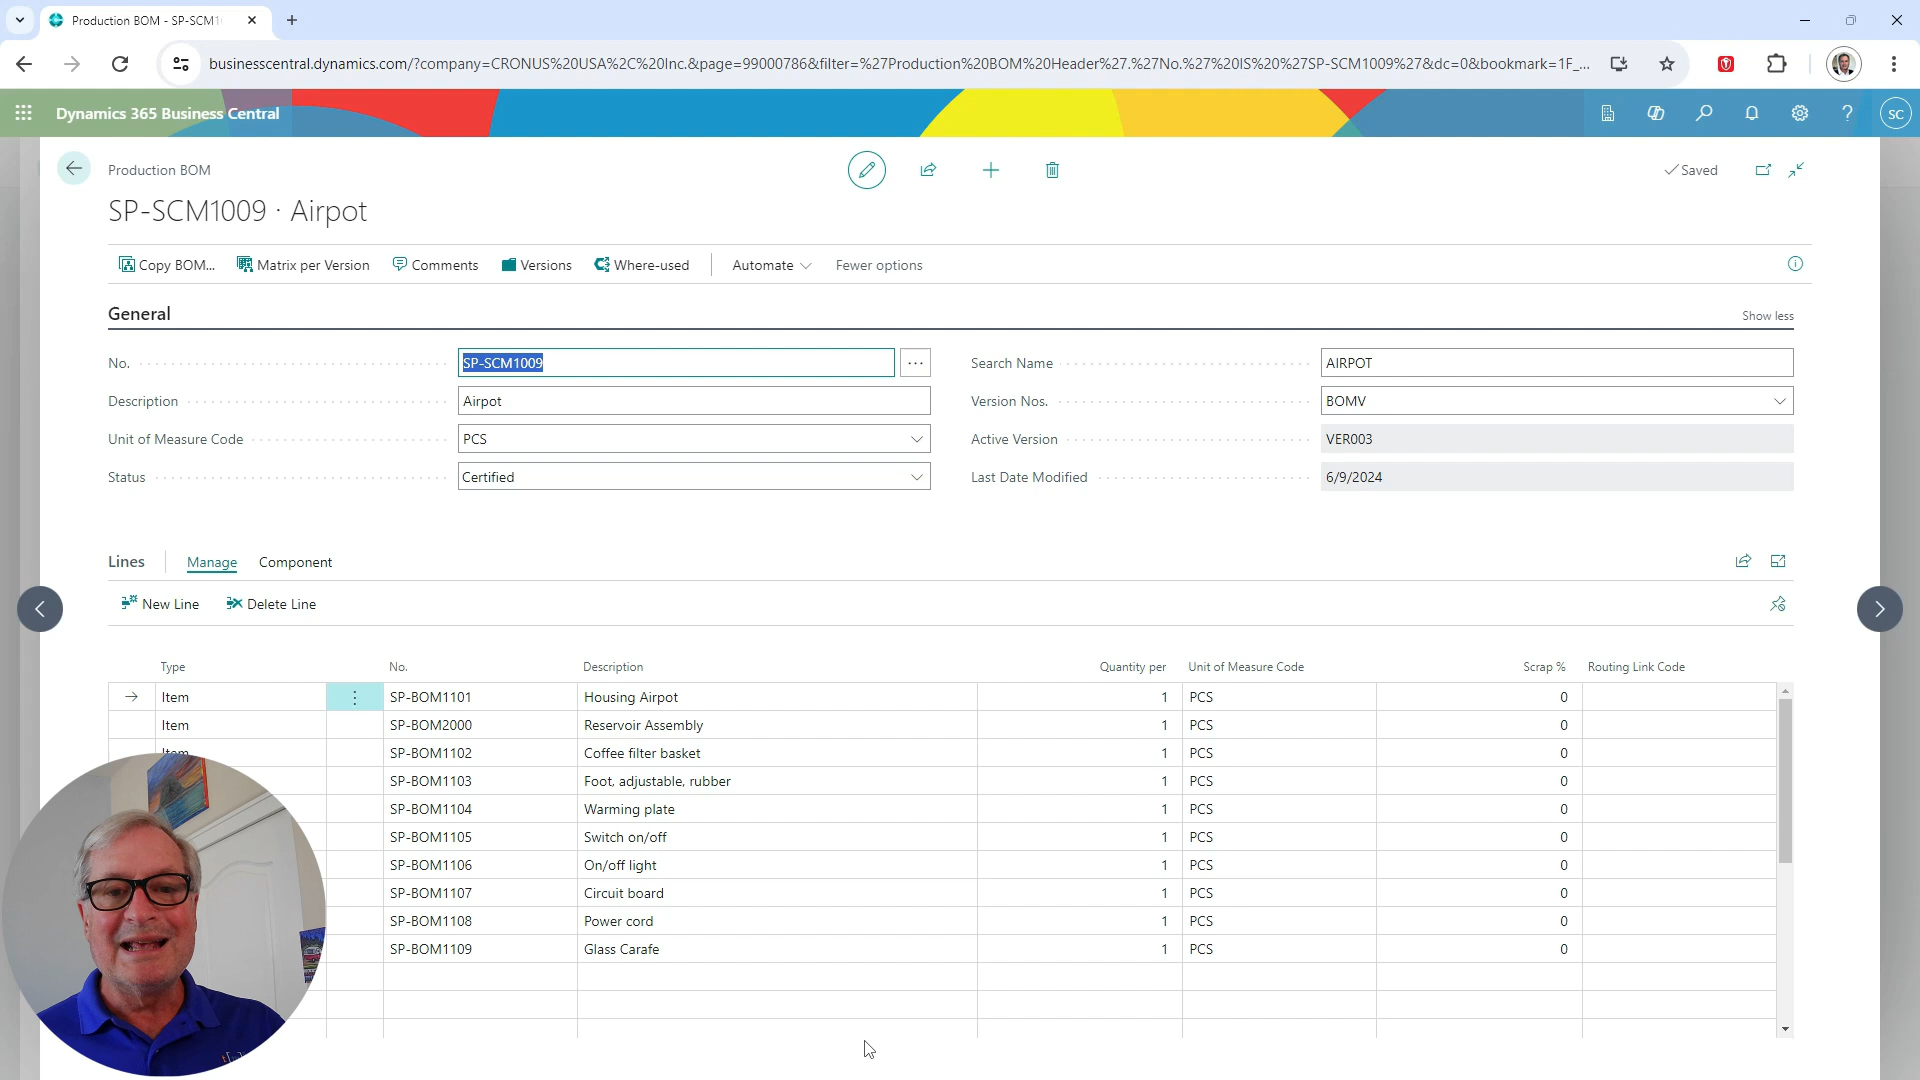 Production BOM - SP-SCM1
businesscentral.dynamics.com/?company=CRONUS%20USA%2C%20Inc.&page=99000786&filter=%27Production%20BOM%20Header%27.%27No.%27%20IS%20%27SP-SCM1009%27&dc=0&bookmark=1F_...
Dynamics 365 Business Central
SC
Production BOM
Saved
SP-SCM1009 · Airpot
Copy BOM... Matrix per Version Comments Versions Where-used Automate Fewer options
General Show less
No. SP-SCM1009 Search Name AIRPOT
Description Airpot Version Nos. BOMV
Unit of Measure Code PCS Active Version VER003
Status Certified Last Date Modified 6/9/2024
Lines Manage Component
New Line Delete Line
Type No. Description Quantity per Unit of Measure Code Scrap % Routing Link Code
Item SP-BOM1101 Housing Airpot 1 PCS 0
Item SP-BOM2000 Reservoir Assembly 1 PCS 0
Item SP-BOM1102 Coffee filter basket 1 PCS 0
SP-BOM1103 Foot, adjustable, rubber 1 PCS 0
SP-BOM1104 Warming plate 1 PCS 0
SP-BOM1105 Switch on/off 1 PCS 0
SP-BOM1106 On/off light 1 PCS 0
SP-BOM1107 Circuit board 1 PCS 0
SP-BOM1108 Power cord 1 PCS 0
SP-BOM1109 Glass Carafe 1 PCS 0